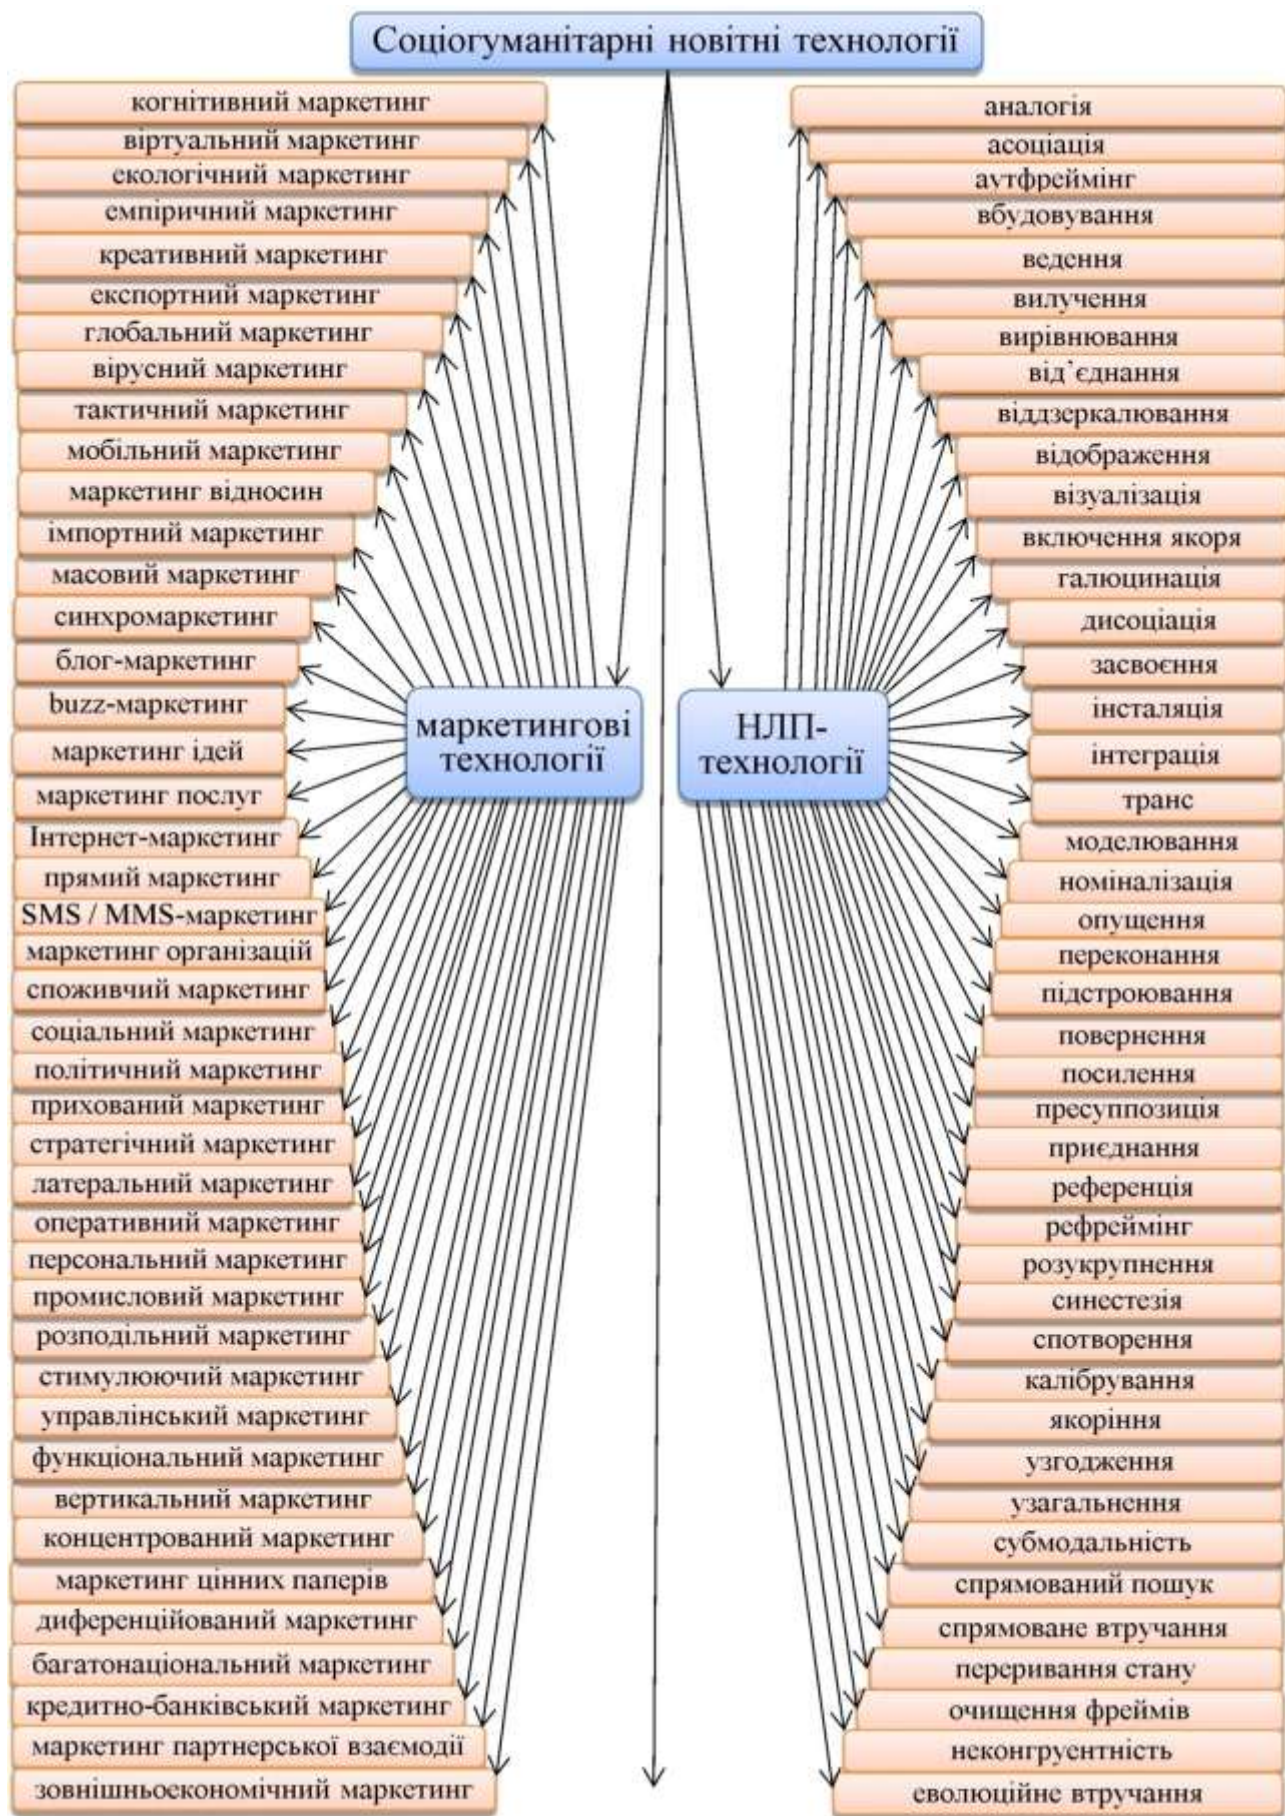 Соціогуманітарні новітні технології
когнітивний маркетинг
віртуальний маркетинг
екологічний маркетинг
емпіричний маркетинг
креативний маркетинг
експортний маркетинг
глобальний маркетинг
вірусний маркетинг
тактичний маркетинг
мобільний маркетинг
маркетинг відносин
імпортний маркетинг
масовий маркетинг
синхромаркетинг
блог-маркетинг
buzz-маркетинг
маркетинг ідей
маркетинг послуг
Інтернет-маркетинг
прямий маркетинг
SMS / MMS-маркетинг
маркетинг організацій
споживчий маркетинг
соціальний маркетинг
політичний маркетинг
прихований маркетинг
стратегічний маркетинг
латеральний маркетинг
оперативний маркетинг
персональний маркетинг
промисловий маркетинг
розподільний маркетинг
стимулюючий маркетинг
управлінський маркетинг
функціональний маркетинг
вертикальний маркетинг
концентрований маркетинг
маркетинг цінних паперів
диференційований маркетинг
багатонаціональний маркетинг
кредитно-банківський маркетинг
маркетинг партнерської взаємодії
зовнішньоекономічний маркетинг
маркетингові
технології
НЛП-
технології
аналогія
асоціація
аутфреймінг
вбудовування
ведення
вилучення
вирівнювання
від`єднання
віддзеркалювання
відображення
візуалізація
включення якоря
галюцинація
дисоціація
засвоєння
інсталяція
інтеграція
транс
моделювання
номіналізація
опущення
переконання
підстроювання
повернення
посилення
пресуппозиція
приєднання
референція
рефреймінг
розукрупнення
синестезія
спотворення
калібрування
якоріння
узгодження
узагальнення
субмодальність
спрямований пошук
спрямоване втручання
переривання стану
очищення фреймів
неконгруентність
еволюційне втручання